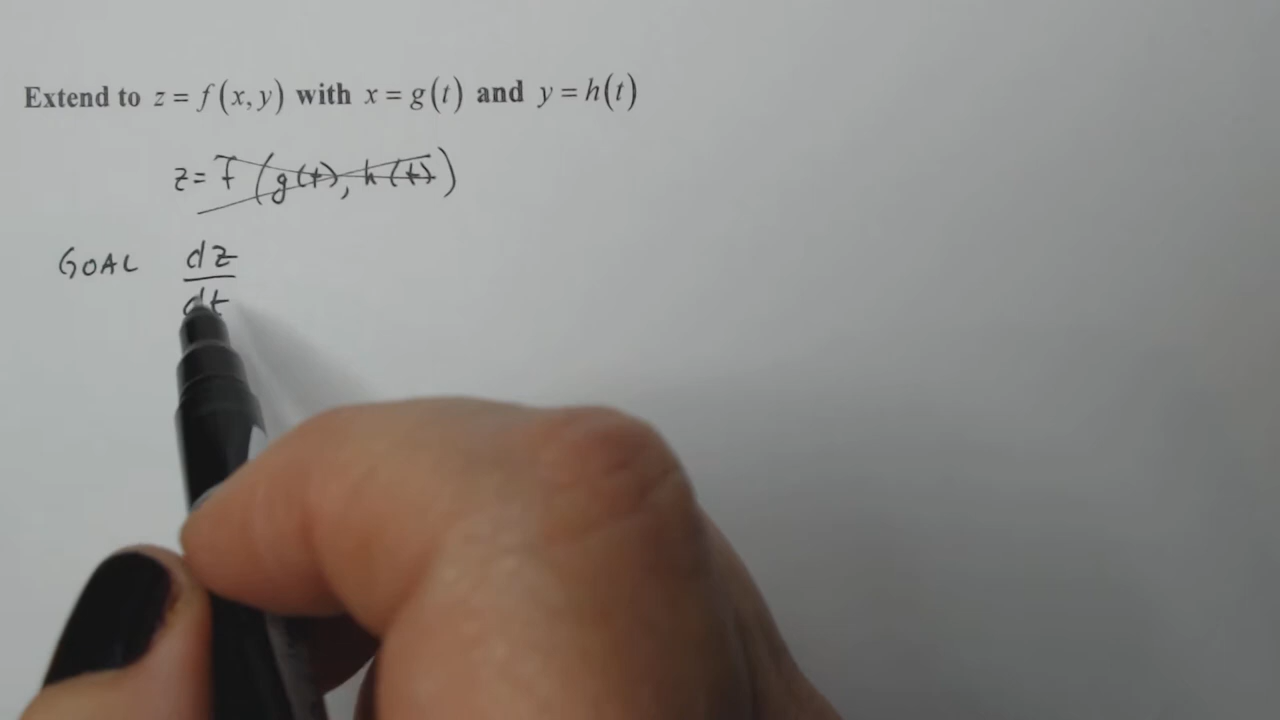 Extend to z = f(x, y) with x = g(t) and y = h(t)
z = f(g(t), h(t))
GOAL dz/dt